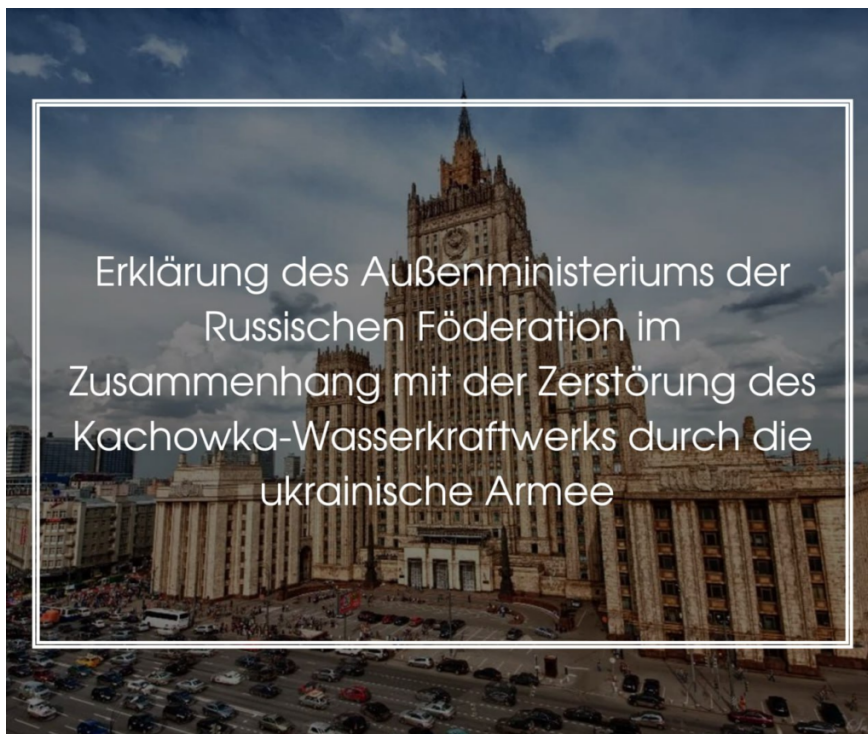 Erklärung des Außenministeriums der
Russischen Föderation im
Zusammenhang mit der Zerstörung des
Kachowka-Wasserkraftwerks durch die
ukrainische Armee